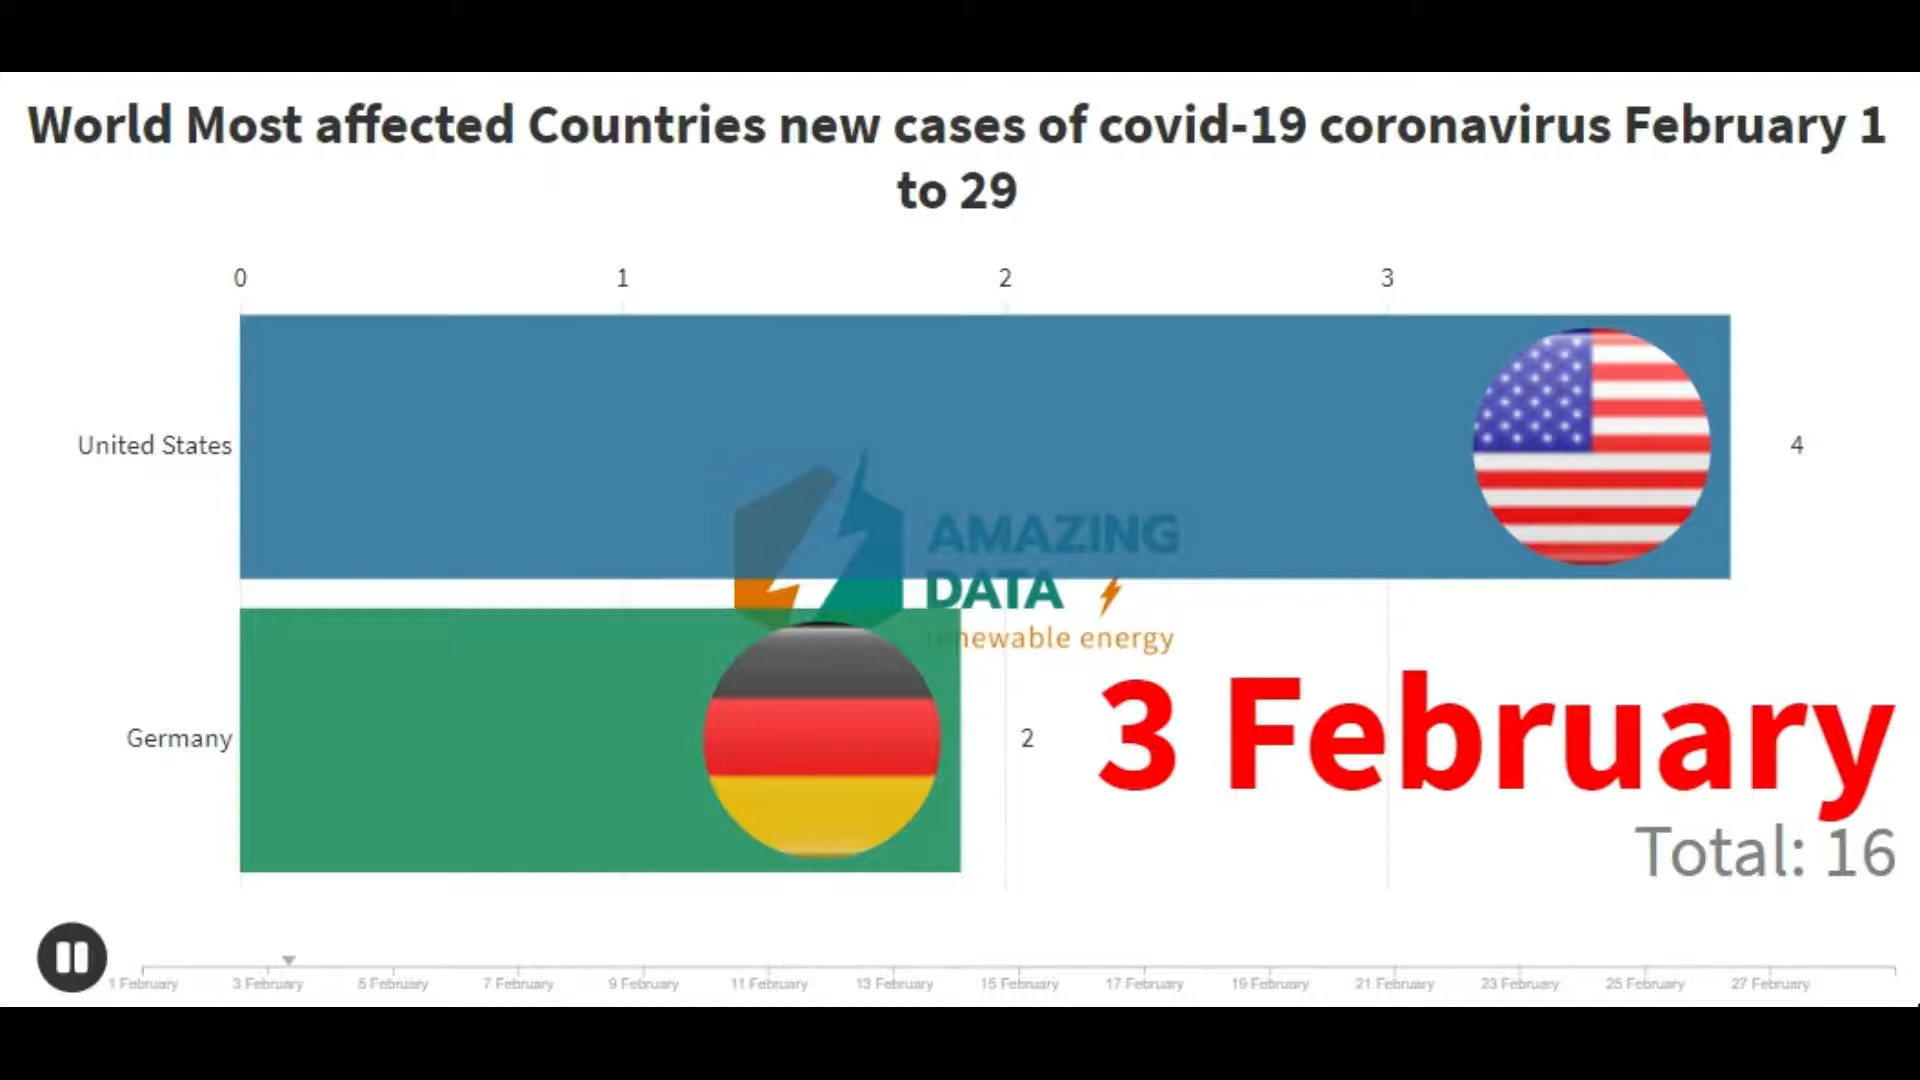 World Most affected Countries new cases of covid-19 coronavirus February 1
to 29
0 1 2 3
United States 4
AMAZING
DATA
renewable energy
Germany 2
3 February
Total: 16
1 February 3 February 5 February 7 February 9 February 11 February 13 February 15 February 17 February 19 February 21 February 23 February 25 February 27 February